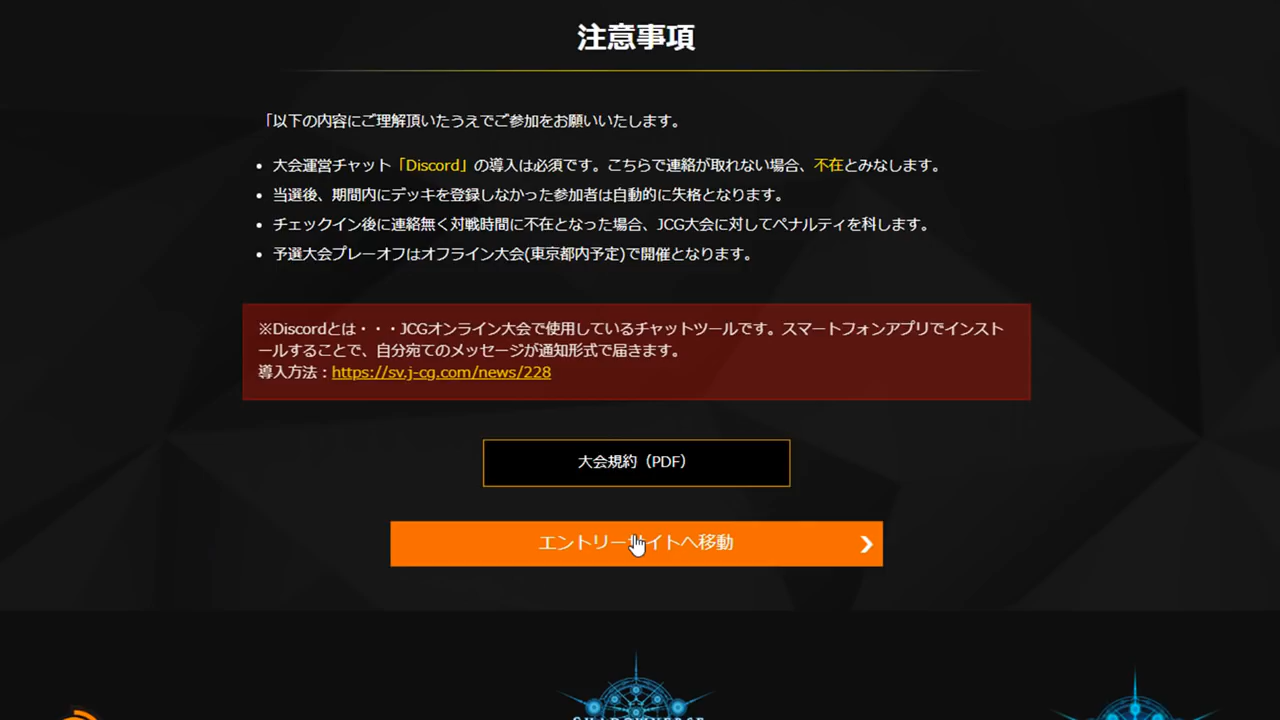 注意事項
「以下の内容にご理解頂いたうえでご参加をお願いいたします。
• 大会運営チャット「Discord」の導入は必須です。こちらで連絡が取れない場合、不在とみなします。
• 当選後、期間内にデッキを登録しなかった参加者は自動的に失格となります。
• チェックイン後に連絡無く対戦時間に不在となった場合、JCG大会に対してペナルティを科します。
• 予選大会プレーオフはオフライン大会(東京都内予定)で開催となります。
※Discordとは・・・JCGオンライン大会で使用しているチャットツールです。スマートフォンアプリでインスト
ールすることで、自分宛てのメッセージが通知形式で届きます。
導入方法：https://sv.j-cg.com/news/228
大会規約（PDF）
エントリーサイトへ移動
SHADOWVERSE